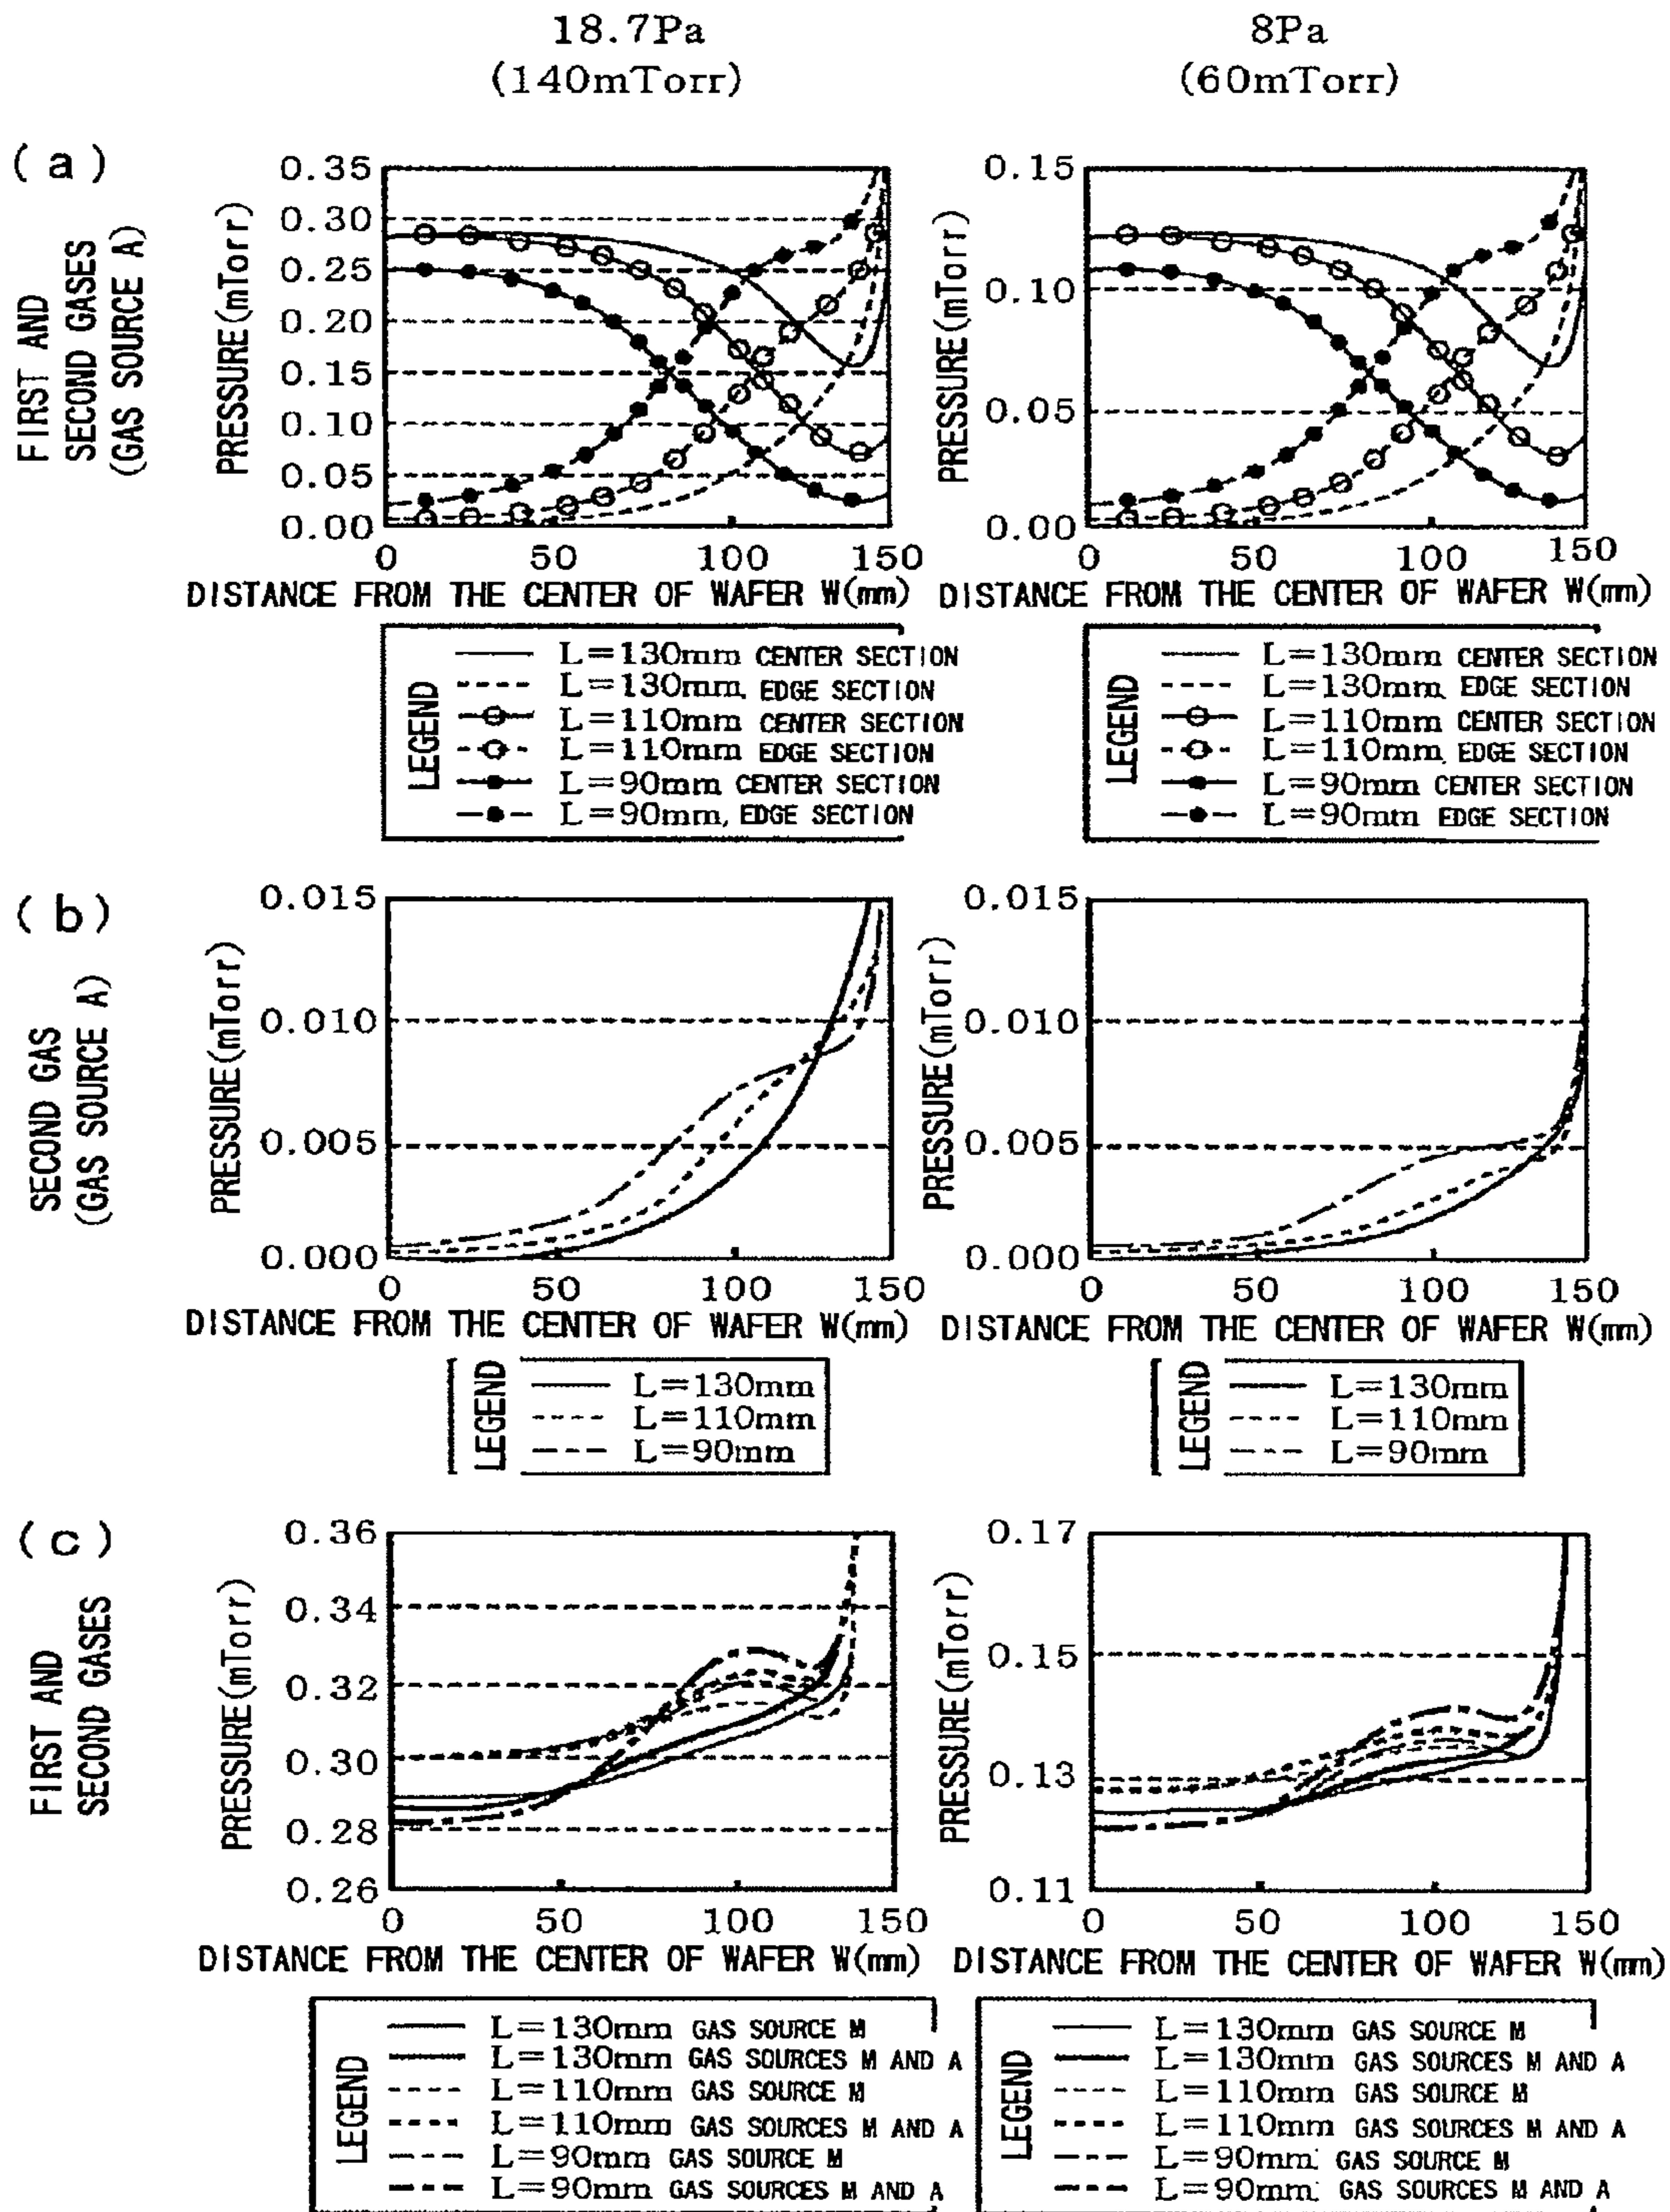 18.7Pa
(140mTorr)
8Pa
(60mTorr)
(a)
FIRST AND
SECOND GASES
(GAS SOURCE A)
PRESSURE(mTorr)
0.35
0.30
0.25
0.20
0.15
0.10
0.05
0.00
0
50
100
150
DISTANCE FROM THE CENTER OF WAFER W(mm)
PRESSURE(mTorr)
0.15
0.10
0.05
0.00
0
50
100
150
DISTANCE FROM THE CENTER OF WAFER W(mm)
LEGEND
L=130mm CENTER SECTION
L=130mm, EDGE SECTION
L=110mm CENTER SECTION
L=110mm EDGE SECTION
L=90mm CENTER SECTION
L=90mm, EDGE SECTION
LEGEND
L=130mm CENTER SECTION
L=130mm EDGE SECTION
L=110mm CENTER SECTION
L=110mm, EDGE SECTION
L=90mm CENTER SECTION
L=90mm EDGE SECTION
(b)
SECOND GAS
(GAS SOURCE A)
PRESSURE(mTorr)
0.015
0.010
0.005
0.000
0
50
100
150
DISTANCE FROM THE CENTER OF WAFER W(mm)
PRESSURE(mTorr)
0.015
0.010
0.005
0.000
0
50
100
150
DISTANCE FROM THE CENTER OF WAFER W(mm)
LEGEND
L=130mm
L=110mm
L=90mm
LEGEND
L=130mm
L=110mm
L=90mm
(c)
FIRST AND
SECOND GASES
PRESSURE(mTorr)
0.36
0.34
0.32
0.30
0.28
0.26
0
50
100
150
DISTANCE FROM THE CENTER OF WAFER W(mm)
PRESSURE(mTorr)
0.17
0.15
0.13
0.11
0
50
100
150
DISTANCE FROM THE CENTER OF WAFER W(mm)
LEGEND
L=130mm GAS SOURCE M
L=130mm GAS SOURCES M AND A
L=110mm GAS SOURCE M
L=110mm GAS SOURCES M AND A
L=90mm GAS SOURCE M
L=90mm GAS SOURCES M AND A
LEGEND
L=130mm GAS SOURCE M
L=130mm GAS SOURCES M AND A
L=110mm GAS SOURCE M
L=110mm GAS SOURCES M AND A
L=90mm GAS SOURCE M
L=90mm GAS SOURCES M AND A